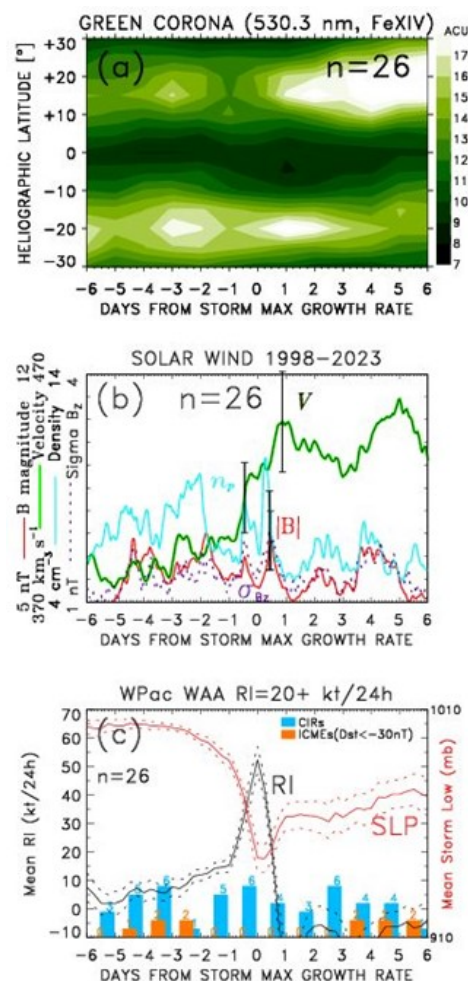 GREEN CORONA (530.3 nm, FeXIV)
ACU
(a) n=26
HELIOGRAPHIC LATITUDE [°]
+30
+20
+10
0
−10
−20
−30
17
16
15
14
13
12
11
10
9
8
7
−6 −5 −4 −3 −2 −1 0 1 2 3 4 5 6
DAYS FROM STORM MAX GROWTH RATE
SOLAR WIND 1998−2023
(b) n=26
V
n_p
|B|
σ_Bz
5 nT B magnitude 12
370 km s⁻¹ Velocity 470
4 cm⁻³ Density 14
1 nT Sigma B_z 4
−6 −5 −4 −3 −2 −1 0 1 2 3 4 5 6
DAYS FROM STORM MAX GROWTH RATE
WPac WAA RI=20+ kt/24h
(c)
n=26
CIRs
ICMEs(Dst<−30nT)
RI
SLP
Mean RI (kt/24h)
70
60
50
40
30
20
10
0
−10
1010
Mean Storm Low (mb)
910
−6 −5 −4 −3 −2 −1 0 1 2 3 4 5 6
DAYS FROM STORM MAX GROWTH RATE